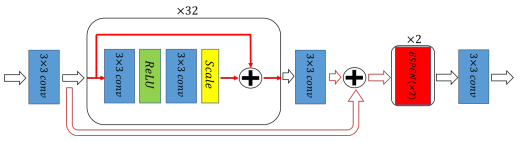 ×32
×2
3×3 conv
3×3 conv
ReLU
3×3 conv
Scale
3×3 conv
ESPCN(×2)
3×3 conv